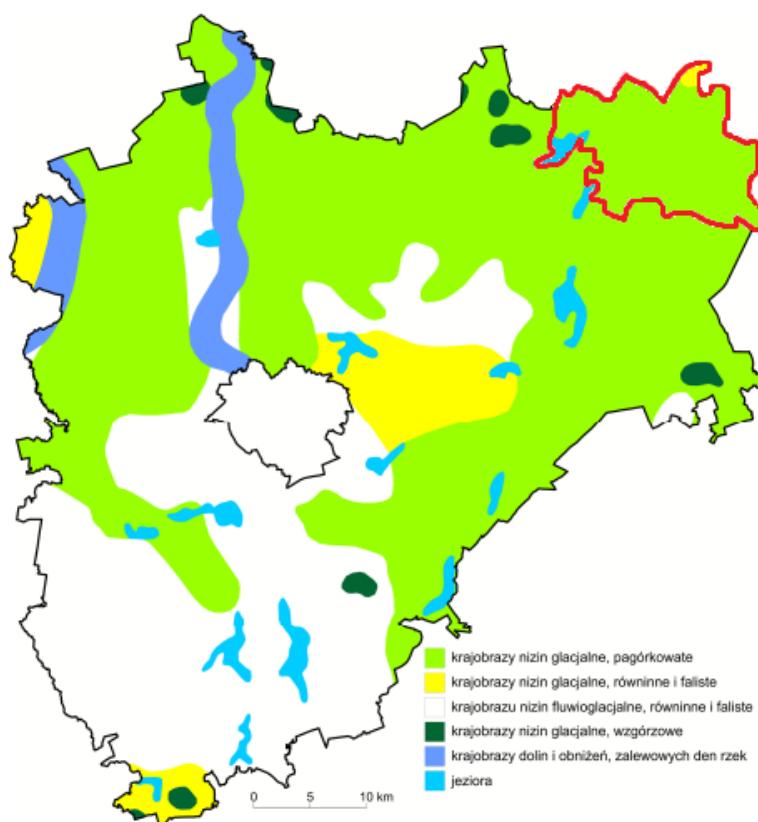 krajobrazy nizin glacjalne, pagórkowate
krajobrazy nizin glacjalne, równinne i faliste
krajobrazu nizin fluwioglacjalne, równinne i faliste
krajobrazy nizin glacjalne, wzgórzowe
krajobrazy dolin i obniżeń, zalewowych den rzek
jeziora
0 5 10 km